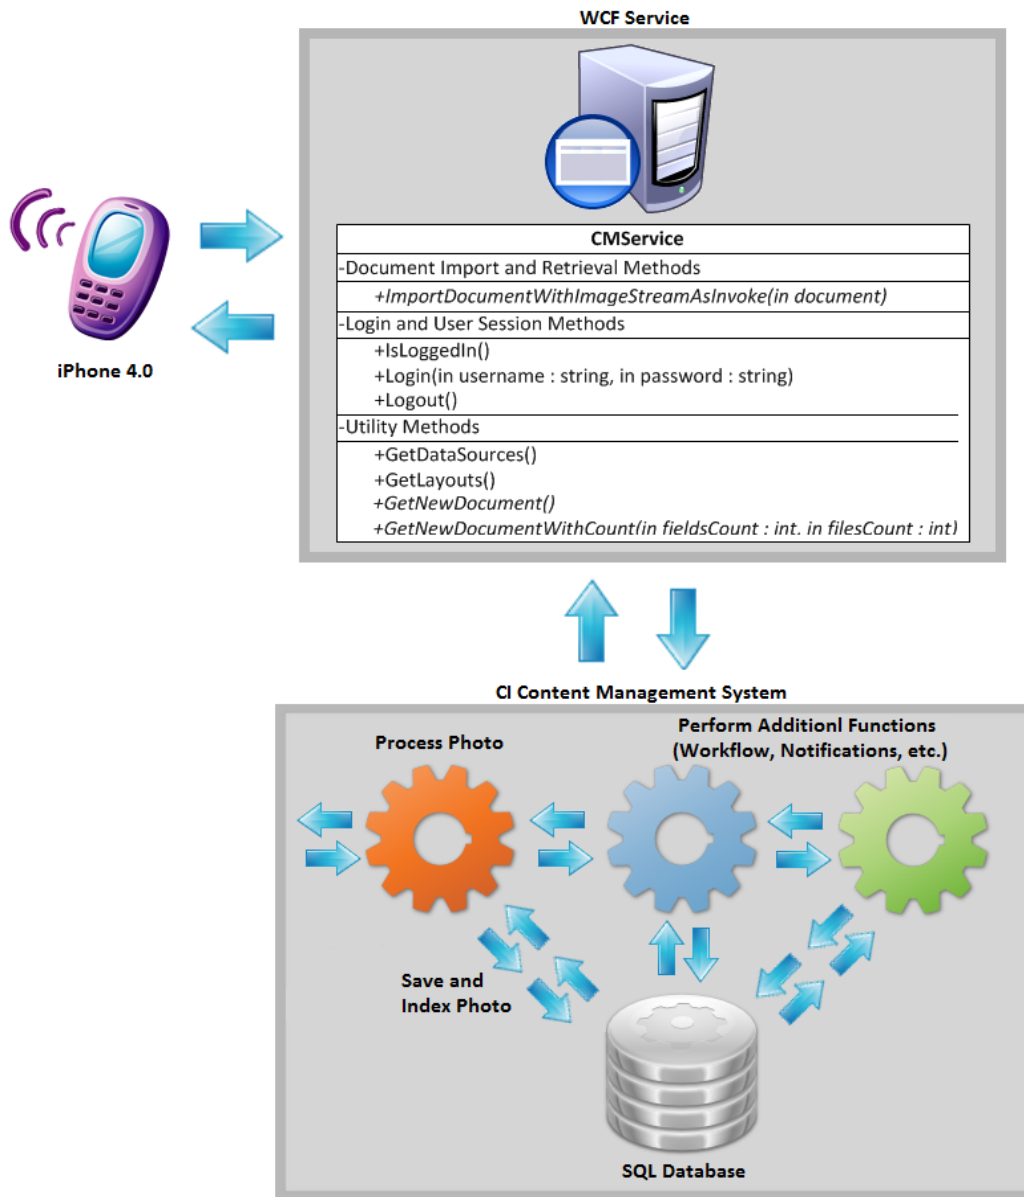 WCF Service
CMService
-Document Import and Retrieval Methods
+ImportDocumentWithImageStreamAsInvoke(in document)
-Login and User Session Methods
+IsLoggedIn()
+Login(in username : string, in password : string)
+Logout()
-Utility Methods
+GetDataSources()
+GetLayouts()
+GetNewDocument()
+GetNewDocumentWithCount(in fieldsCount : int, in filesCount : int)
iPhone 4.0
CI Content Management System
Process Photo
Perform Additionl Functions
(Workflow, Notifications, etc.)
Save and
Index Photo
SQL Database